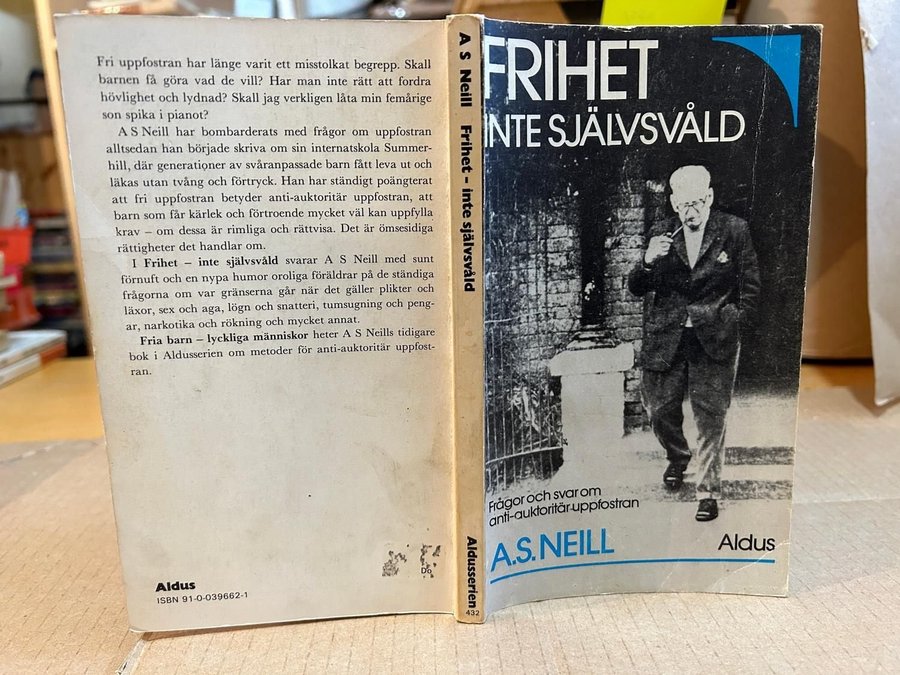 Fri uppfostran har länge varit ett misstolkat begrepp. Skall
barnen få göra vad de vill? Har man inte rätt att fordra
hövlighet och lydnad? Skall jag verkligen låta min femårige
son spika i pianot?
A S Neill har bombarderats med frågor om uppfostran
alltsedan han började skriva om sin internatskola Summer-
hill, där generationer av svåranpassade barn fått leva ut och
läkas utan tvång och förtryck. Han har ständigt poängterat
att fri uppfostran betyder anti-auktoritär uppfostran, att
barn som får kärlek och förtroende mycket väl kan uppfylla
krav – om dessa är rimliga och rättvisa. Det är ömsesidiga
rättigheter det handlar om.
I Frihet – inte självsvåld svarar A S Neill med sunt
förnuft och en nypa humor oroliga föräldrar på de ständiga
frågorna om var gränserna går när det gäller plikter och
läxor, sex och aga, lögn och snatteri, tumsugning och peng-
ar, narkotika och rökning och mycket annat.
Fria barn – lyckliga människor heter A S Neills tidigare
bok i Aldusserien om metoder för anti-auktoritär uppfost-
ran.
Aldus
ISBN 91-0-039662-1
A S Neill Frihet – inte självsvåld
Aldusserien
432
FRIHET
INTE SJÄLVSVÅLD
Frågor och svar om
anti-auktoritär uppfostran
A.S. NEILL
Aldus